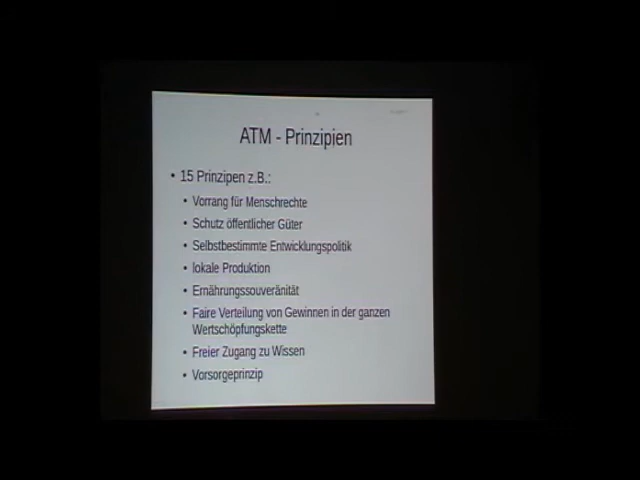 ATM - Prinzipien
• 15 Prinzipen z.B.:
• Vorrang für Menschrechte
• Schutz öffentlicher Güter
• Selbstbestimmte Entwicklungspolitik
• lokale Produktion
• Ernährungssouveränität
• Faire Verteilung von Gewinnen in der ganzen
Wertschöpfungskette
• Freier Zugang zu Wissen
• Vorsorgeprinzip